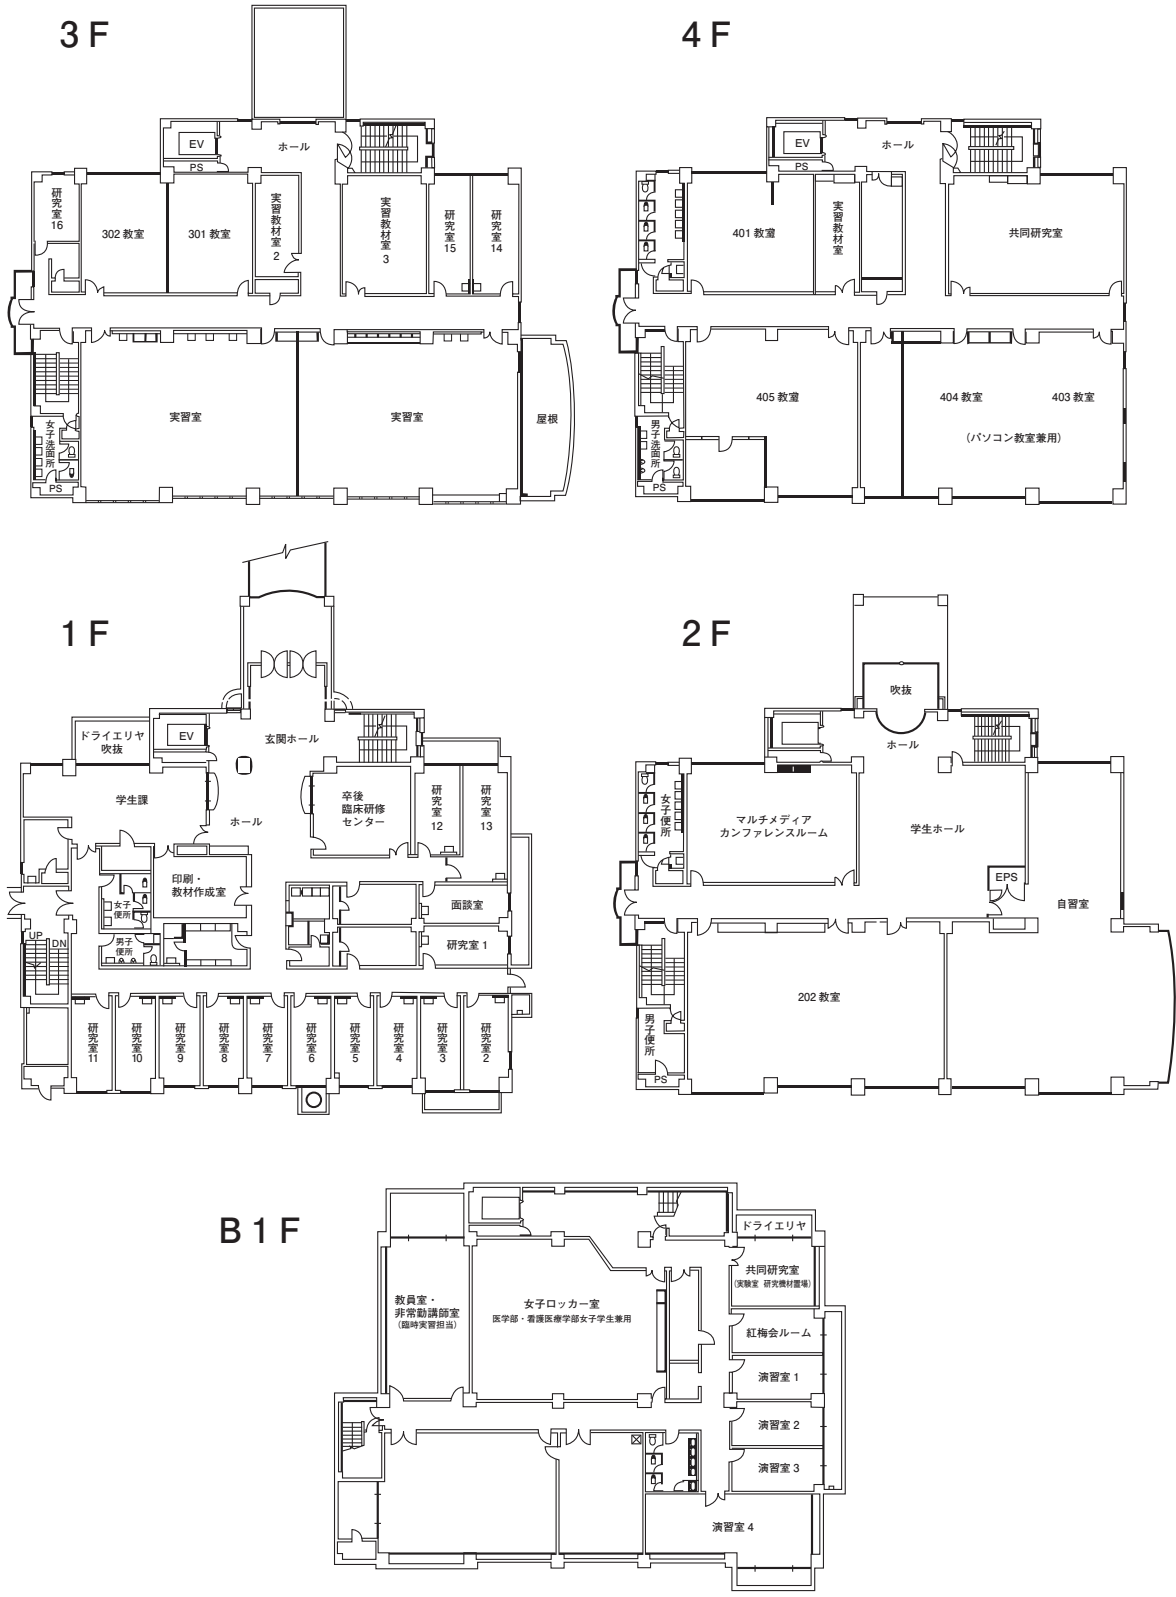 3 F
EV
PS
ホール
研究室 16
302 教室
301 教室
実習教材室 2
実習教材室 3
研究室 15
研究室 14
実習室
実習室
屋根
女子洗面所
PS
4 F
EV
PS
ホール
401 教室
実習教材室
共同研究室
405 教室
404 教室
403 教室
(パソコン教室兼用)
男子洗面所
PS
1 F
ドライエリヤ
吹抜
EV
玄関ホール
学生課
ホール
卒後
臨床研修
センター
研究室 12
研究室 13
印刷・
教材作成室
女子
便所
男子
便所
面談室
研究室 1
UP
DN
研究室 11
研究室 10
研究室 9
研究室 8
研究室 7
研究室 6
研究室 5
研究室 4
研究室 3
研究室 2
2 F
吹抜
ホール
女子便所
マルチメディア
カンファレンスルーム
学生ホール
EPS
自習室
202 教室
男子便所
PS
B 1 F
ドライエリヤ
共同研究室
(実験室 研究機材置場)
教員室・
非常勤講師室
(臨時実習担当)
女子ロッカー室
医学部・看護医療学部女子学生兼用
紅梅会ルーム
演習室 1
演習室 2
演習室 3
演習室 4